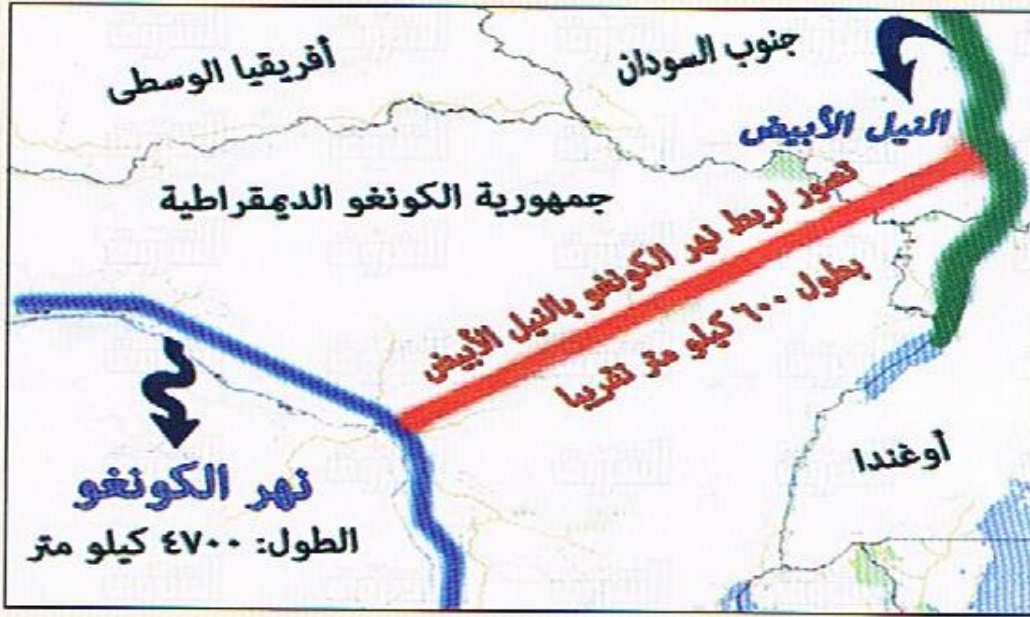 أفريقيا الوسطى
جنوب السودان
النيل الأبيض
جمهورية الكونغو الديمقراطية
تصور لربط نهر الكونغو بالنيل الأبيض
بطول ٦٠٠ كيلو متر تقريبا
أوغندا
نهر الكونغو
الطول: ٤٧٠٠ كيلو متر